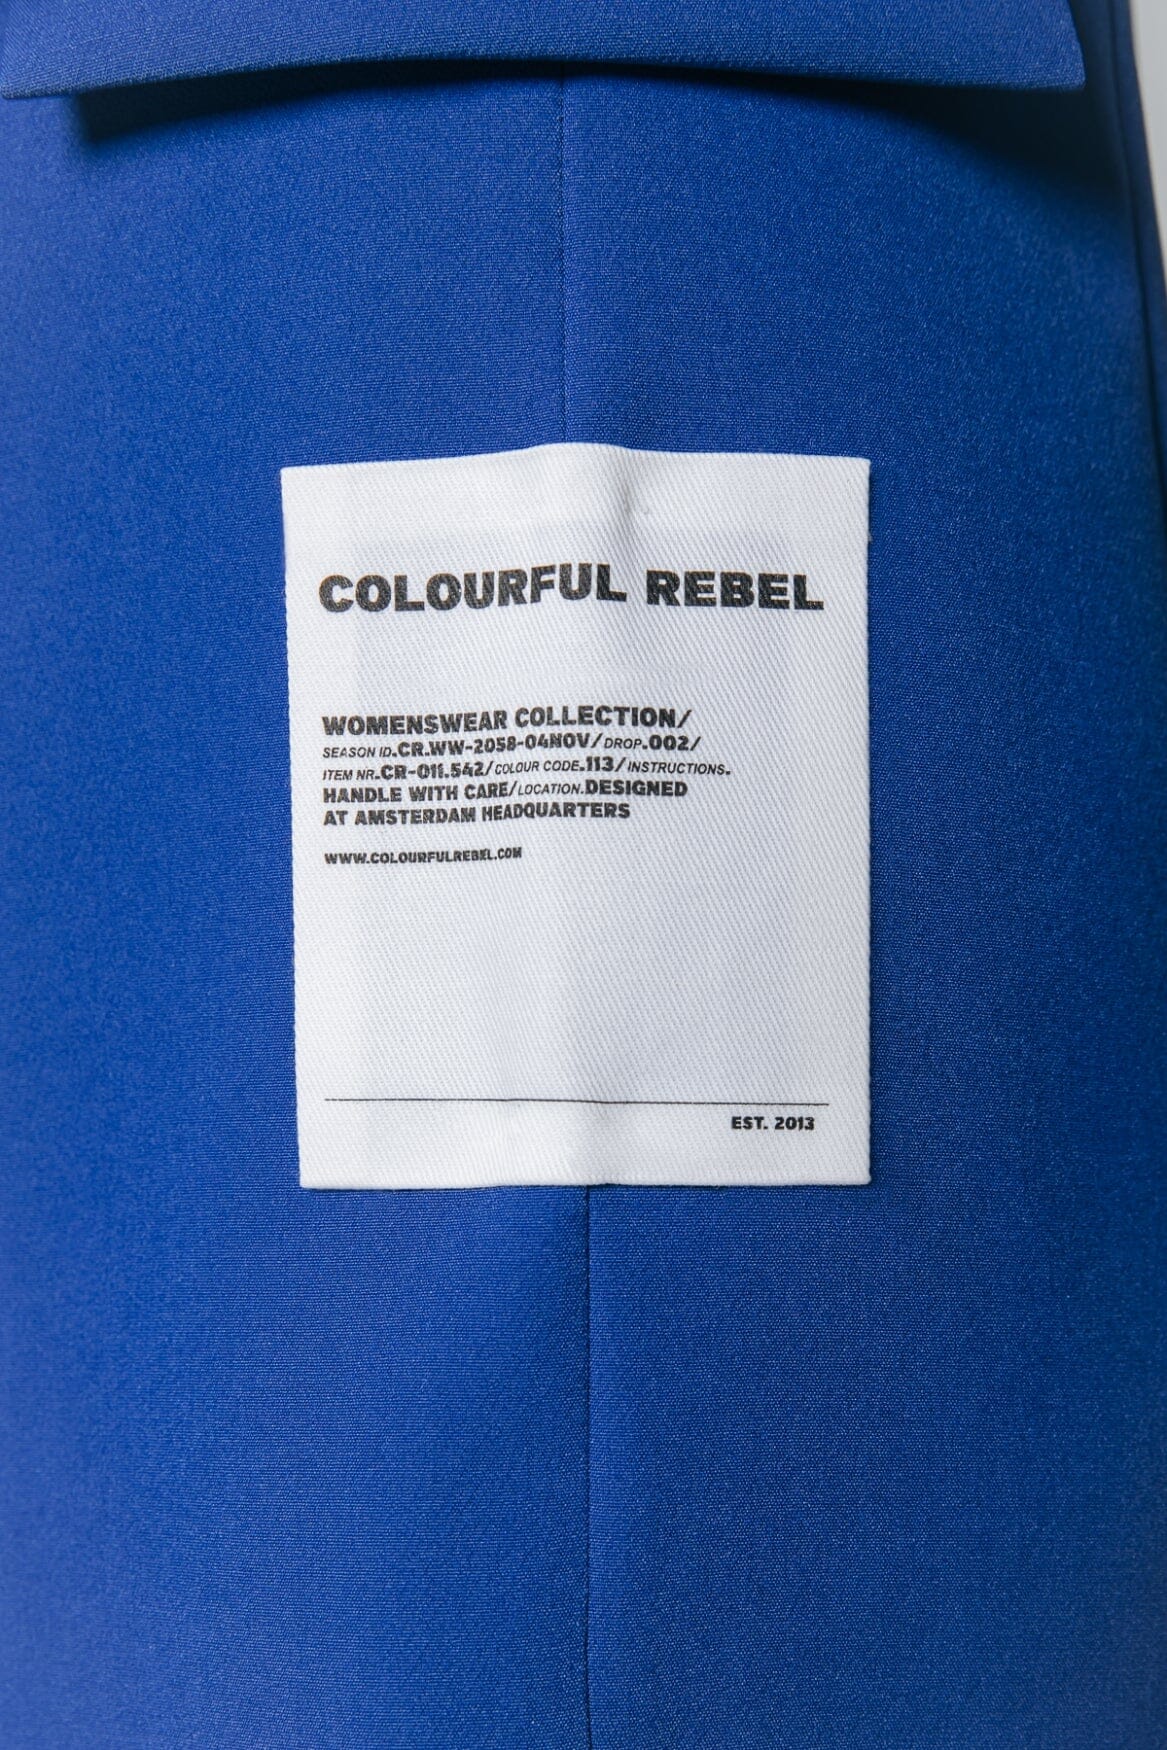 COLOURFUL REBEL
WOMENSWEAR COLLECTION/
SEASON ID.CR.WW-2058-04NOV/DROP.002/
ITEM NR.CR-011.542/COLOUR CODE.113/INSTRUCTIONS.
HANDLE WITH CARE/LOCATION.DESIGNED
AT AMSTERDAM HEADQUARTERS
WWW.COLOURFULREBEL.COM
EST. 2013